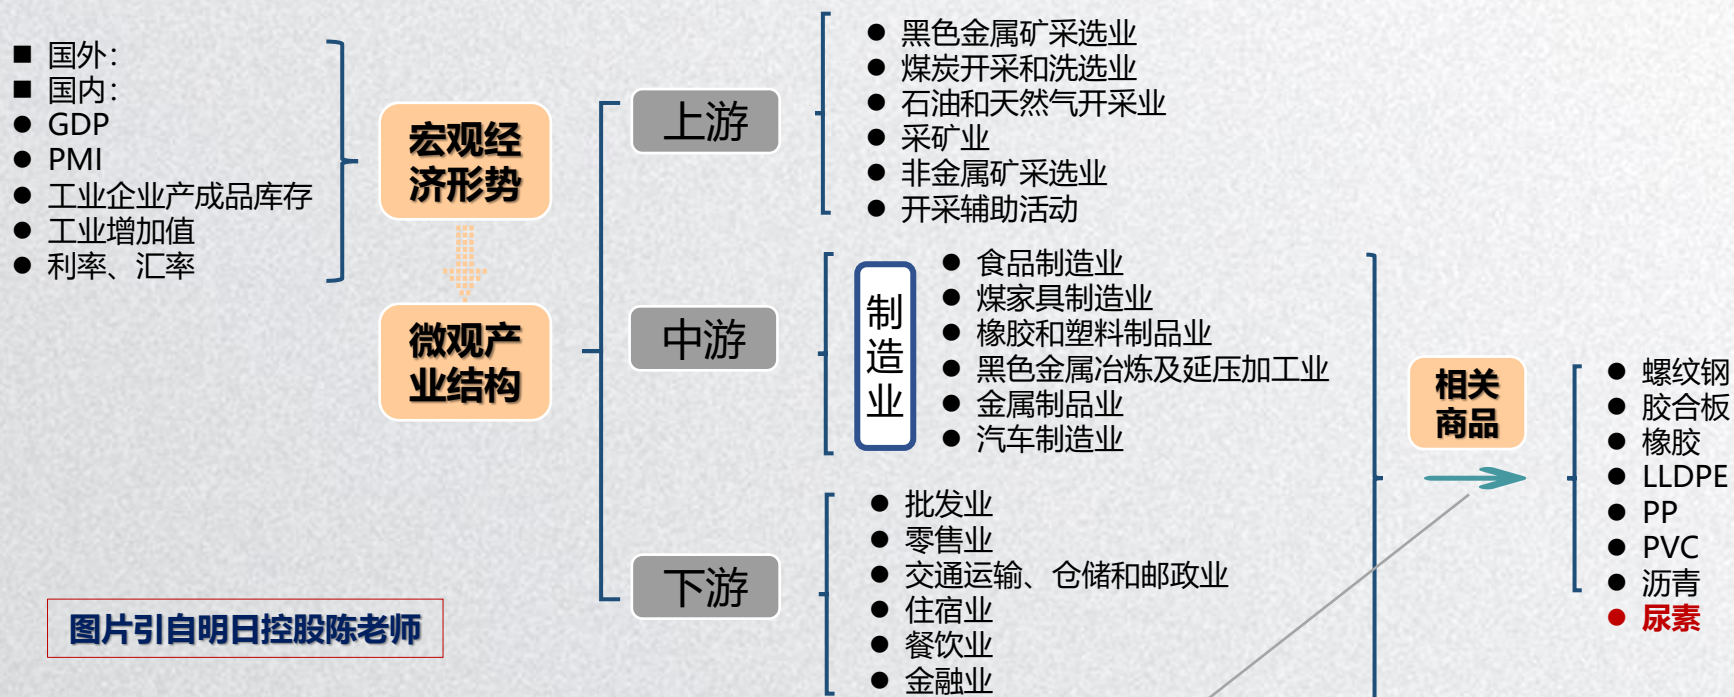 国外：
国内：
GDP
PMI
工业企业产成品库存
工业增加值
利率、汇率
宏观经
济形势
微观产
业结构
上游
黑色金属矿采选业
煤炭开采和洗选业
石油和天然气开采业
采矿业
非金属矿采选业
开采辅助活动
中游
制
造
业
食品制造业
煤家具制造业
橡胶和塑料制品业
黑色金属冶炼及延压加工业
金属制品业
汽车制造业
下游
批发业
零售业
交通运输、仓储和邮政业
住宿业
餐饮业
金融业
相关
商品
螺纹钢
胶合板
橡胶
LLDPE
PP
PVC
沥青
尿素
图片引自明日控股陈老师